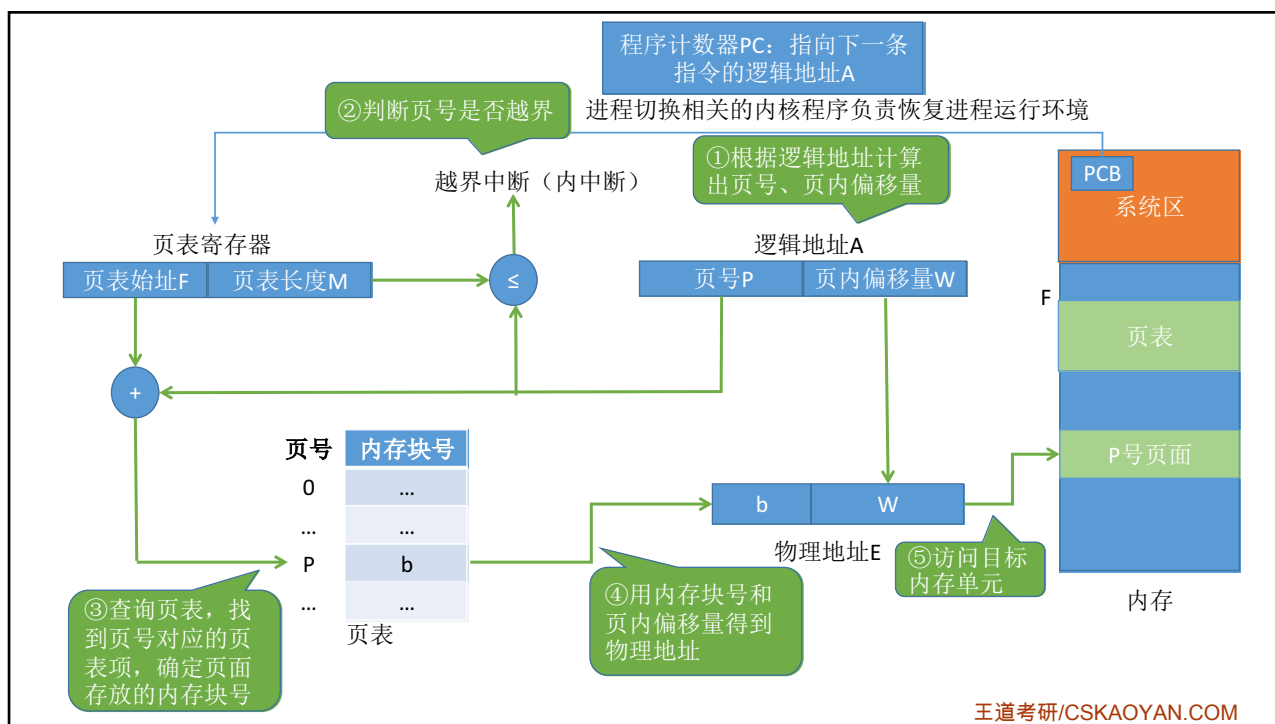 程序计数器PC：指向下一条
指令的逻辑地址A
②判断页号是否越界
进程切换相关的内核程序负责恢复进程运行环境
①根据逻辑地址计算
出页号、页内偏移量
PCB
系统区
越界中断（内中断）
页表寄存器
逻辑地址A
页表始址F
页表长度M
≤
页号P
页内偏移量W
F
页表
+
页号
内存块号
P号页面
0
…
b
W
…
…
物理地址E
⑤访问目标
内存单元
P
b
③查询页表，找
到页号对应的页
表项，确定页面
存放的内存块号
…
…
④用内存块号和
页内偏移量得到
物理地址
内存
页表
王道考研/CSKAOYAN.COM